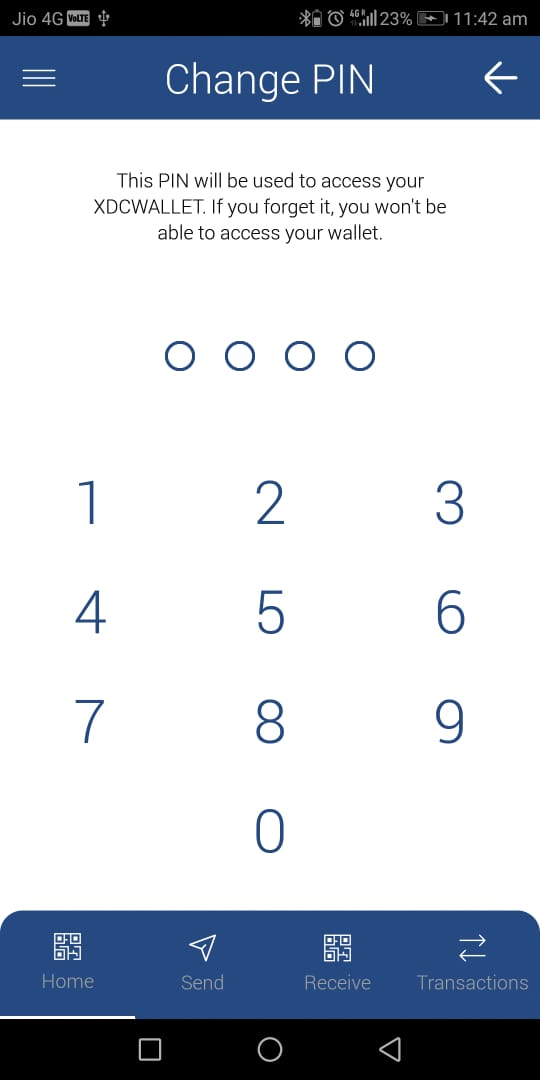 Jio 4G VoLTE 4G R 23% 11:42 am
Change PIN
This PIN will be used to access your
XDCWALLET. If you forget it, you won't be
able to access your wallet.
1 2 3
4 5 6
7 8 9
0
Home Send Receive Transactions